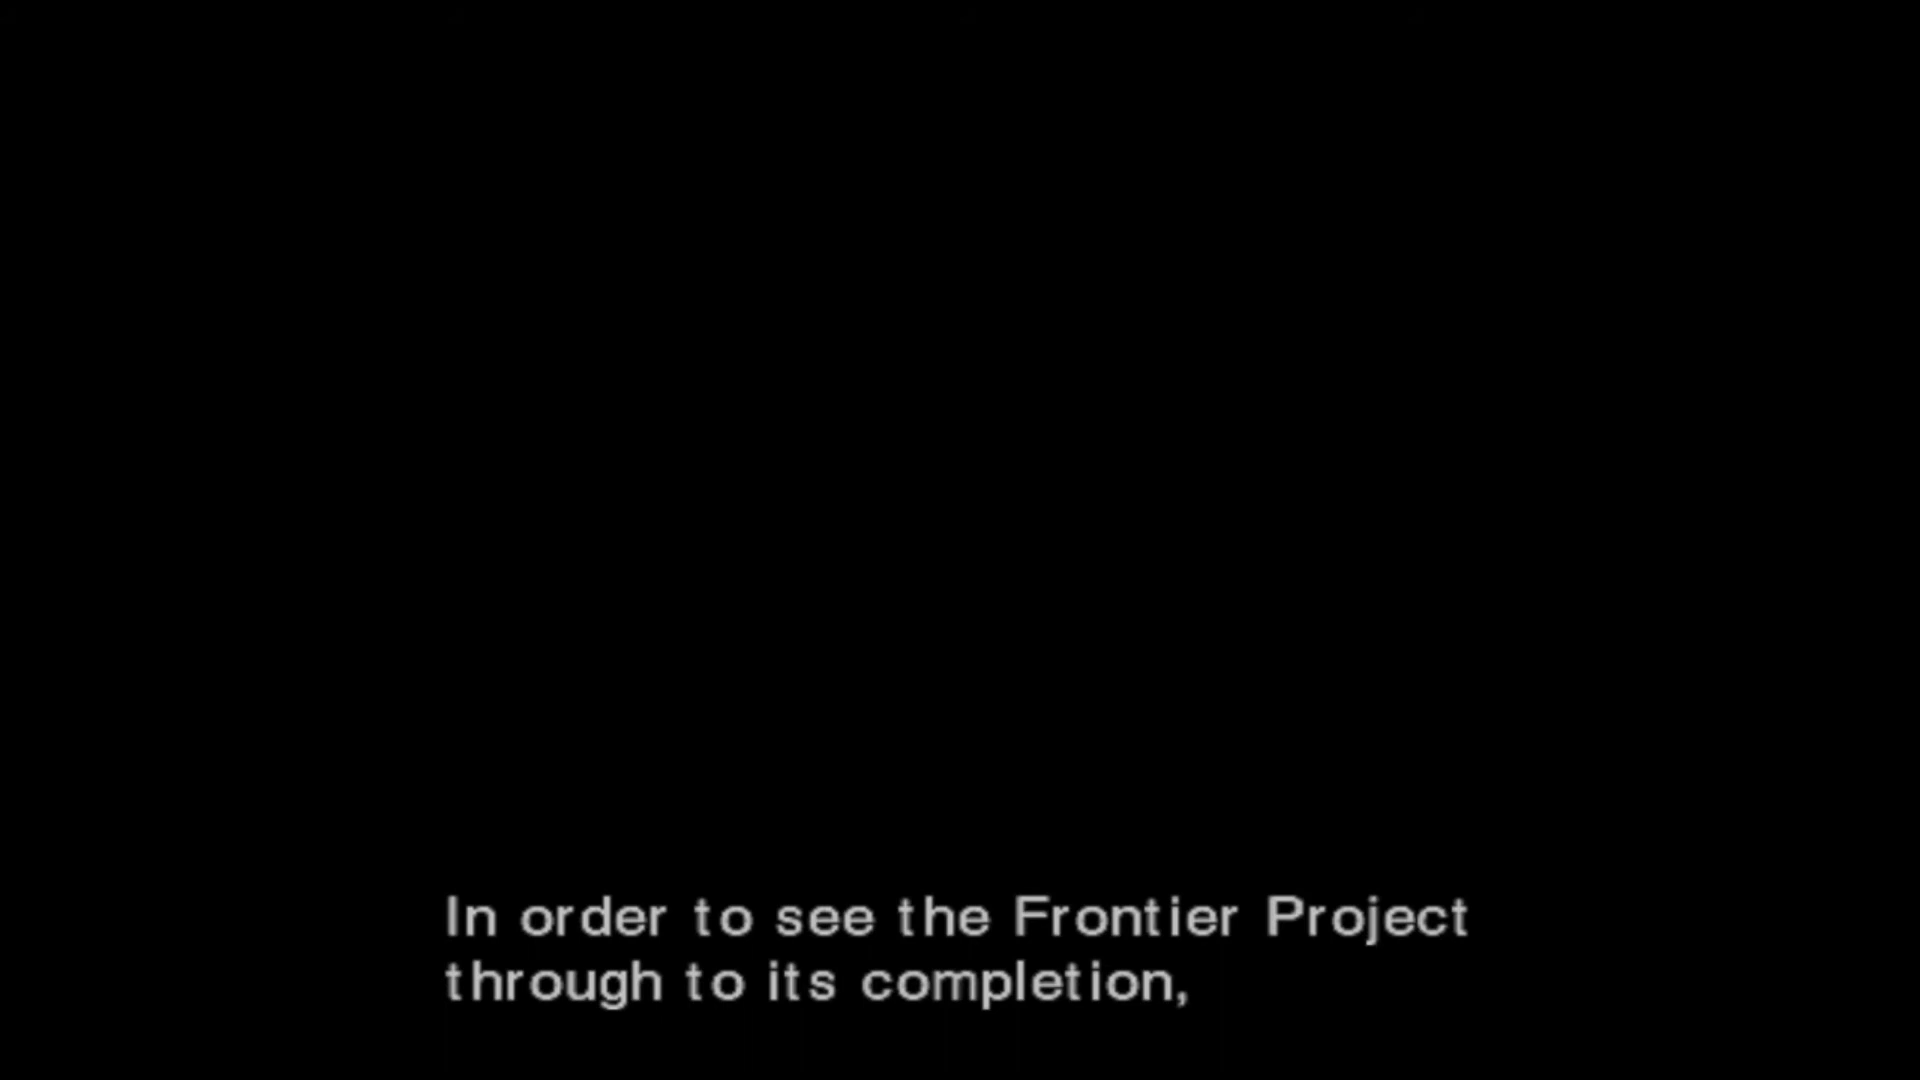 In order to see the Frontier Project
through to its completion,